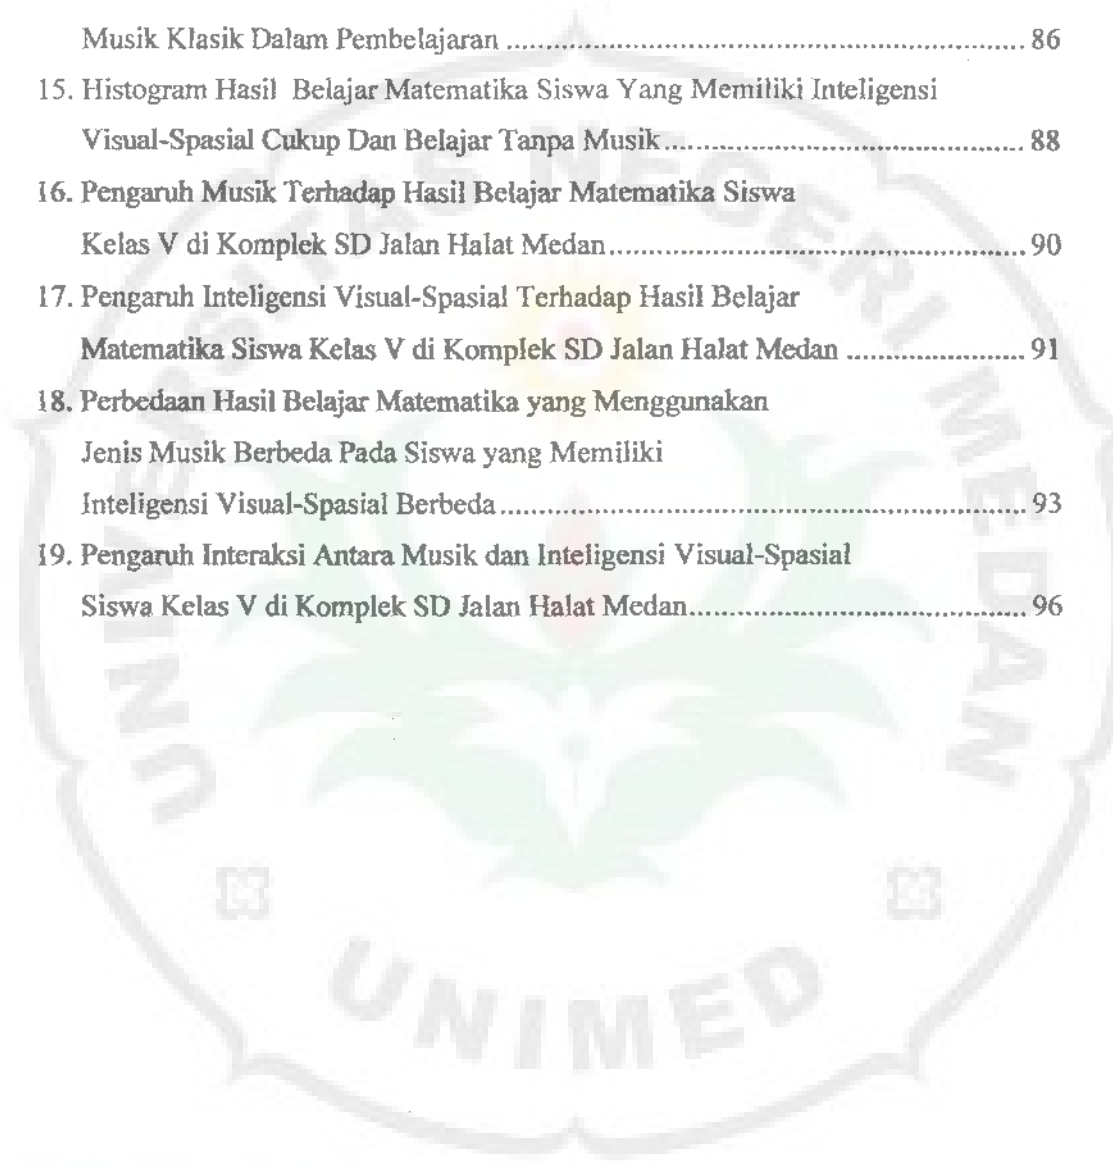 Musik Klasik Dalam Pembelajaran ........................................................... 86
15. Histogram Hasil Belajar Matematika Siswa Yang Memiliki Inteligensi
Visual-Spasial Cukup Dan Belajar Tanpa Musik ......................................... 88
16. Pengaruh Musik Terhadap Hasil Belajar Matematika Siswa
Kelas V di Komplek SD Jalan Halat Medan ............................................... 90
17. Pengaruh Inteligensi Visual-Spasial Terhadap Hasil Belajar
Matematika Siswa Kelas V di Komplek SD Jalan Halat Medan ....................... 91
18. Perbedaan Hasil Belajar Matematika yang Menggunakan
Jenis Musik Berbeda Pada Siswa yang Memiliki
Inteligensi Visual-Spasial Berbeda ............................................................ 93
19. Pengaruh Interaksi Antara Musik dan Inteligensi Visual-Spasial
Siswa Kelas V di Komplek SD Jalan Halat Medan ....................................... 96
UNIVERSITAS NEGERI MEDAN
UNIMED